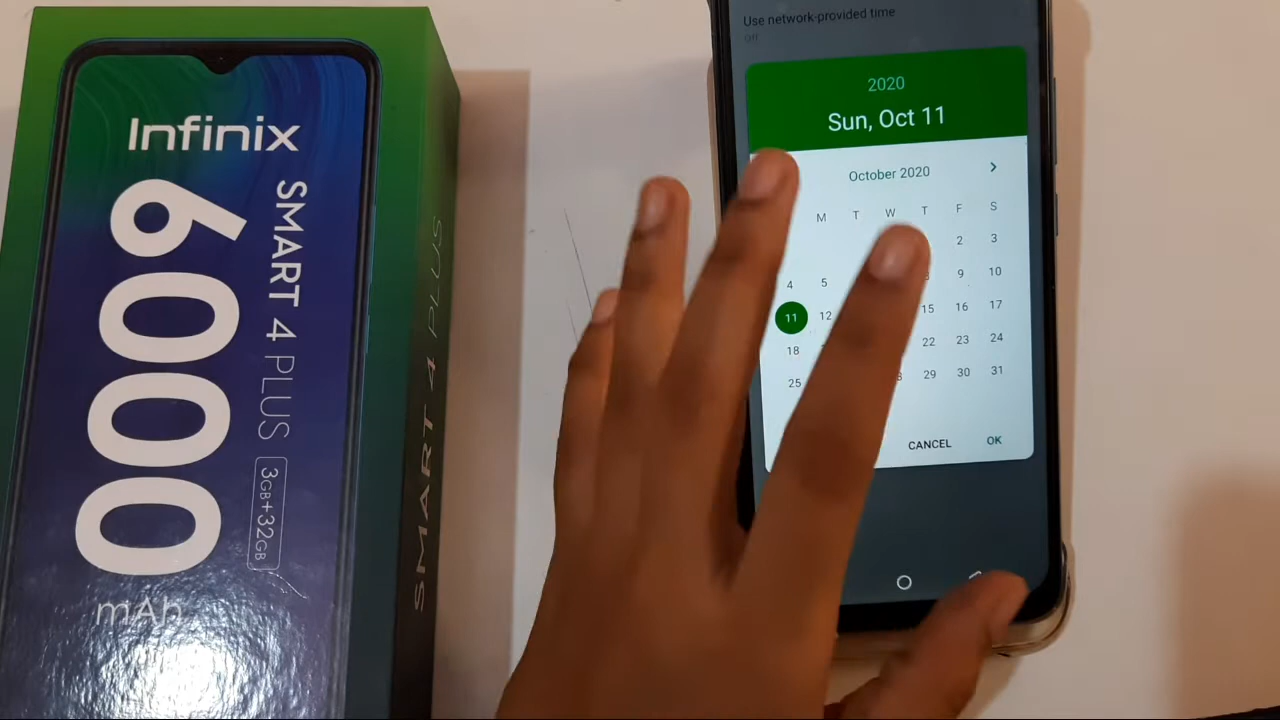 Infinix
6000
mAh
SMART 4 PLUS
3GB+32GB
SMART 4 PLUS
Use network-provided time
Off
2020
Sun, Oct 11
October 2020
M T W T F S
2 3
4 5 8 9 10
11 12 15 16 17
18 22 23 24
25 29 30 31
CANCEL OK